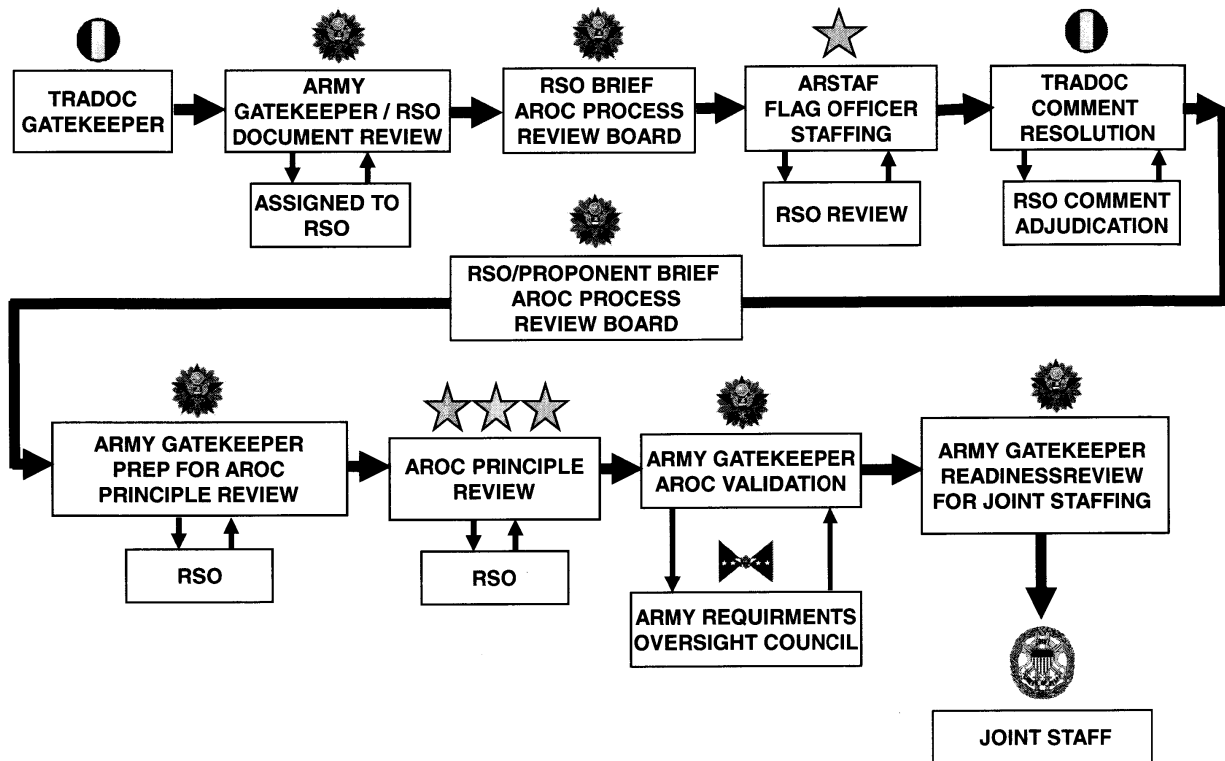 TRADOC
GATEKEEPER
ARMY
GATEKEEPER / RSO
DOCUMENT REVIEW
ASSIGNED TO
RSO
RSO BRIEF
AROC PROCESS
REVIEW BOARD
ARSTAF
FLAG OFFICER
STAFFING
RSO REVIEW
TRADOC
COMMENT
RESOLUTION
RSO COMMENT
ADJUDICATION
RSO/PROPONENT BRIEF
AROC PROCESS
REVIEW BOARD
ARMY GATEKEEPER
PREP FOR AROC
PRINCIPLE REVIEW
RSO
AROC PRINCIPLE
REVIEW
RSO
ARMY GATEKEEPER
AROC VALIDATION
ARMY REQUIRMENTS
OVERSIGHT COUNCIL
ARMY GATEKEEPER
READINESSREVIEW
FOR JOINT STAFFING
JOINT STAFF